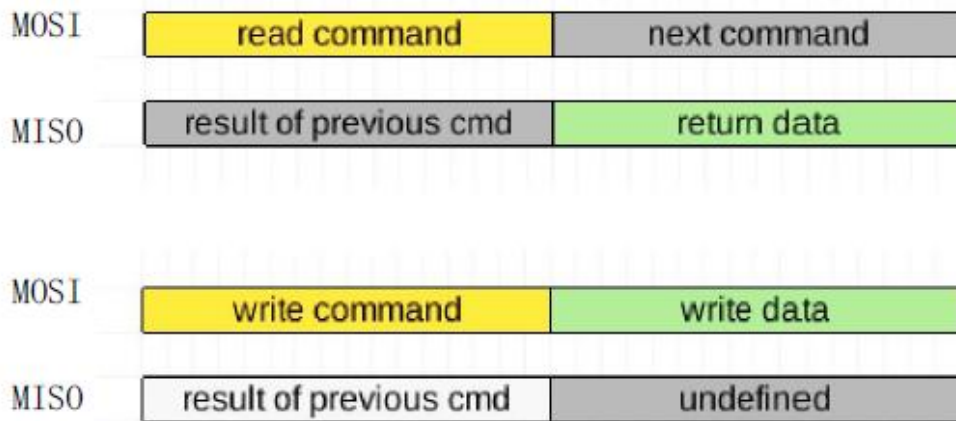 MOSI read command next command
MISO result of previous cmd return data
MOSI write command write data
MISO result of previous cmd undefined